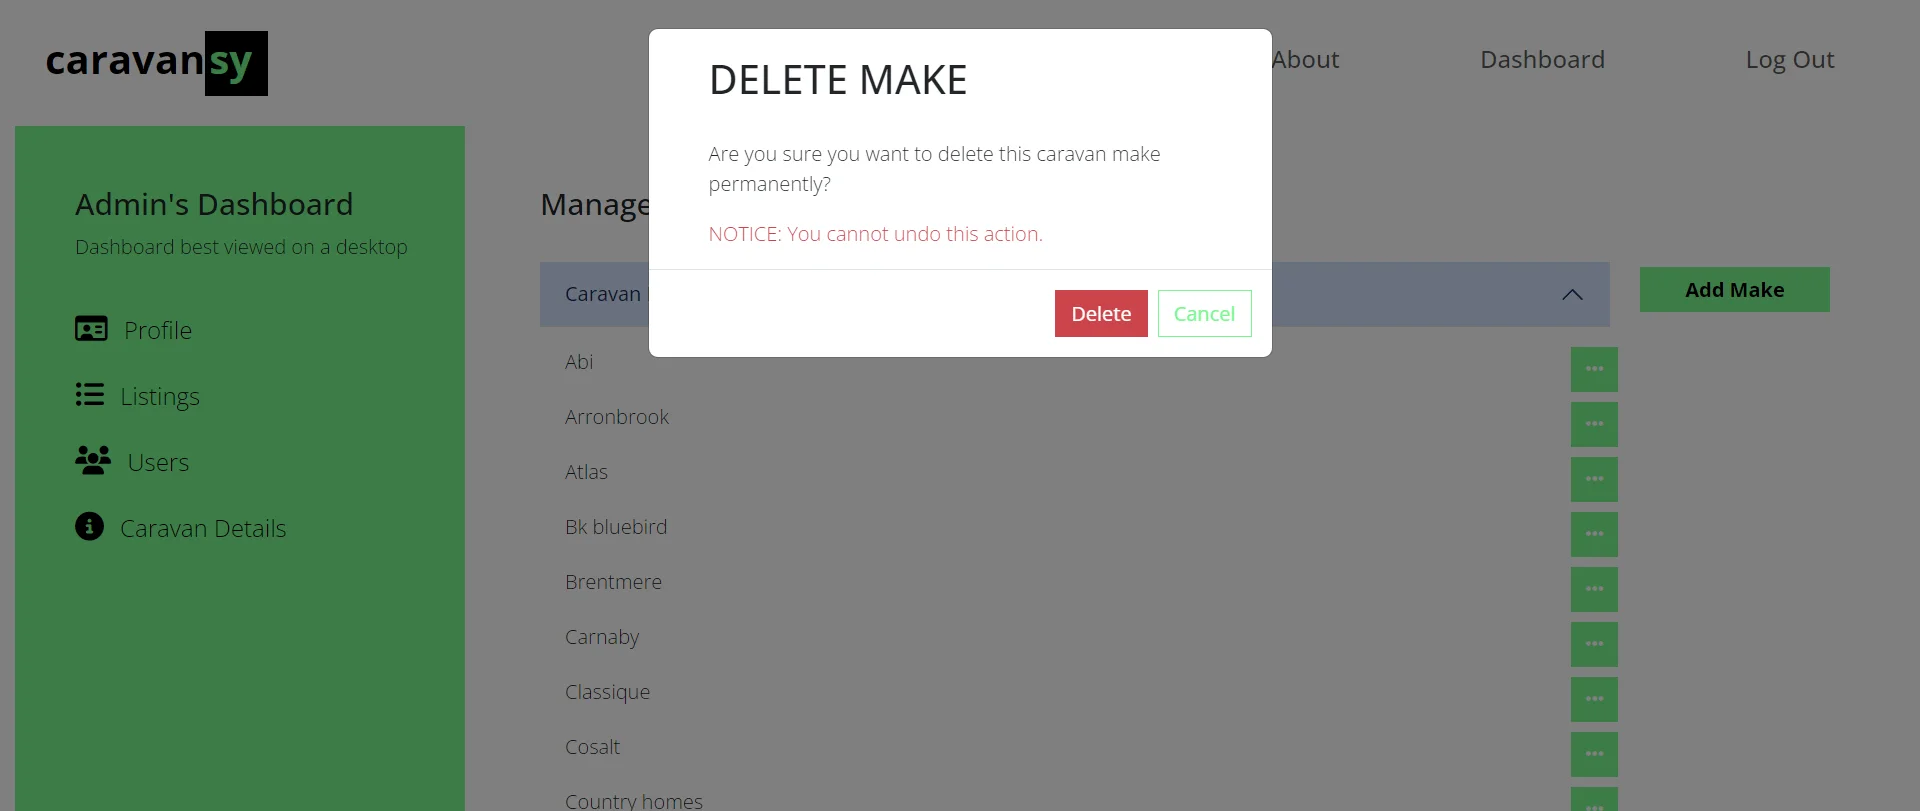 caravansy
About
Dashboard
Log Out
DELETE MAKE
Are you sure you want to delete this caravan make
permanently?
NOTICE: You cannot undo this action.
Delete
Cancel
Admin's Dashboard
Dashboard best viewed on a desktop
Profile
Listings
Users
Caravan Details
Manage
Caravan
Add Make
Abi
Arronbrook
Atlas
Bk bluebird
Brentmere
Carnaby
Classique
Cosalt
Country homes